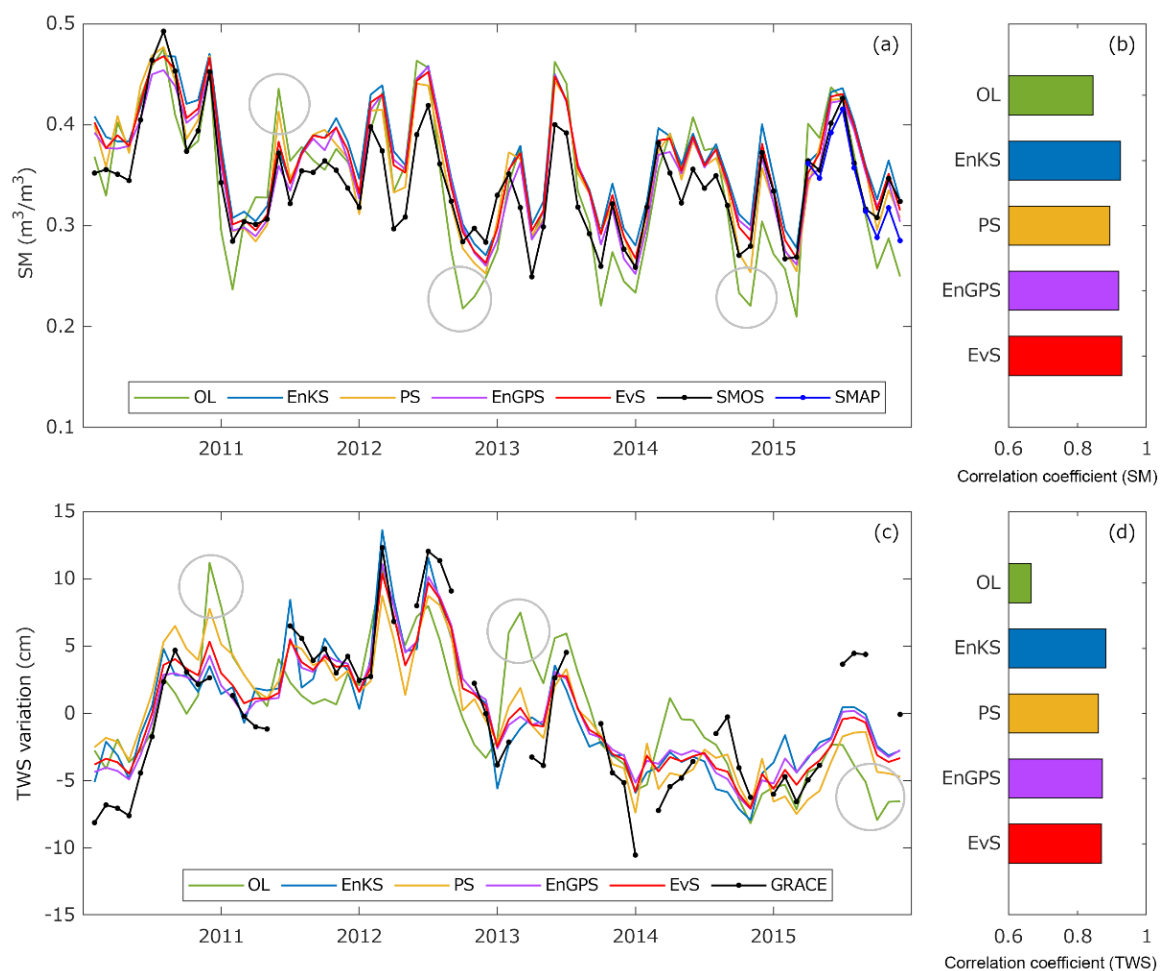 (a)
SM (m³/m³)
0.5
0.4
0.3
0.2
0.1
OL EnKS PS EnGPS EvS SMOS SMAP
2011 2012 2013 2014 2015
(b)
OL
EnKS
PS
EnGPS
EvS
0.6 0.8 1
Correlation coefficient (SM)
(c)
TWS variation (cm)
15
10
5
0
-5
-10
-15
OL EnKS PS EnGPS EvS GRACE
2011 2012 2013 2014 2015
(d)
OL
EnKS
PS
EnGPS
EvS
0.6 0.8 1
Correlation coefficient (TWS)